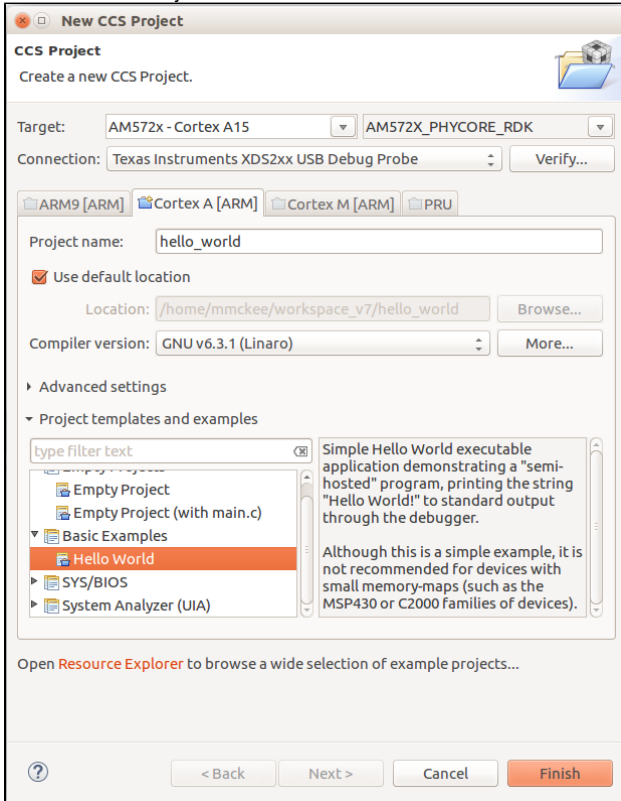 New CCS Project
CCS Project
Create a new CCS Project.
Target: AM572x - Cortex A15 AM572X_PHYCORE_RDK
Connection: Texas Instruments XDS2xx USB Debug Probe Verify...
ARM9 [ARM] Cortex A [ARM] Cortex M [ARM] PRU
Project name: hello_world
Use default location
Location: /home/mmckee/workspace_v7/hello_world Browse...
Compiler version: GNU v6.3.1 (Linaro) More...
Advanced settings
Project templates and examples
type filter text
Empty Project
Empty Project (with main.c)
Basic Examples
Hello World
SYS/BIOS
System Analyzer (UIA)
Simple Hello World executable
application demonstrating a "semi-
hosted" program, printing the string
"Hello World!" to standard output
through the debugger.
Although this is a simple example, it is
not recommended for devices with
small memory-maps (such as the
MSP430 or C2000 families of devices).
Open Resource Explorer to browse a wide selection of example projects...
? < Back Next > Cancel Finish